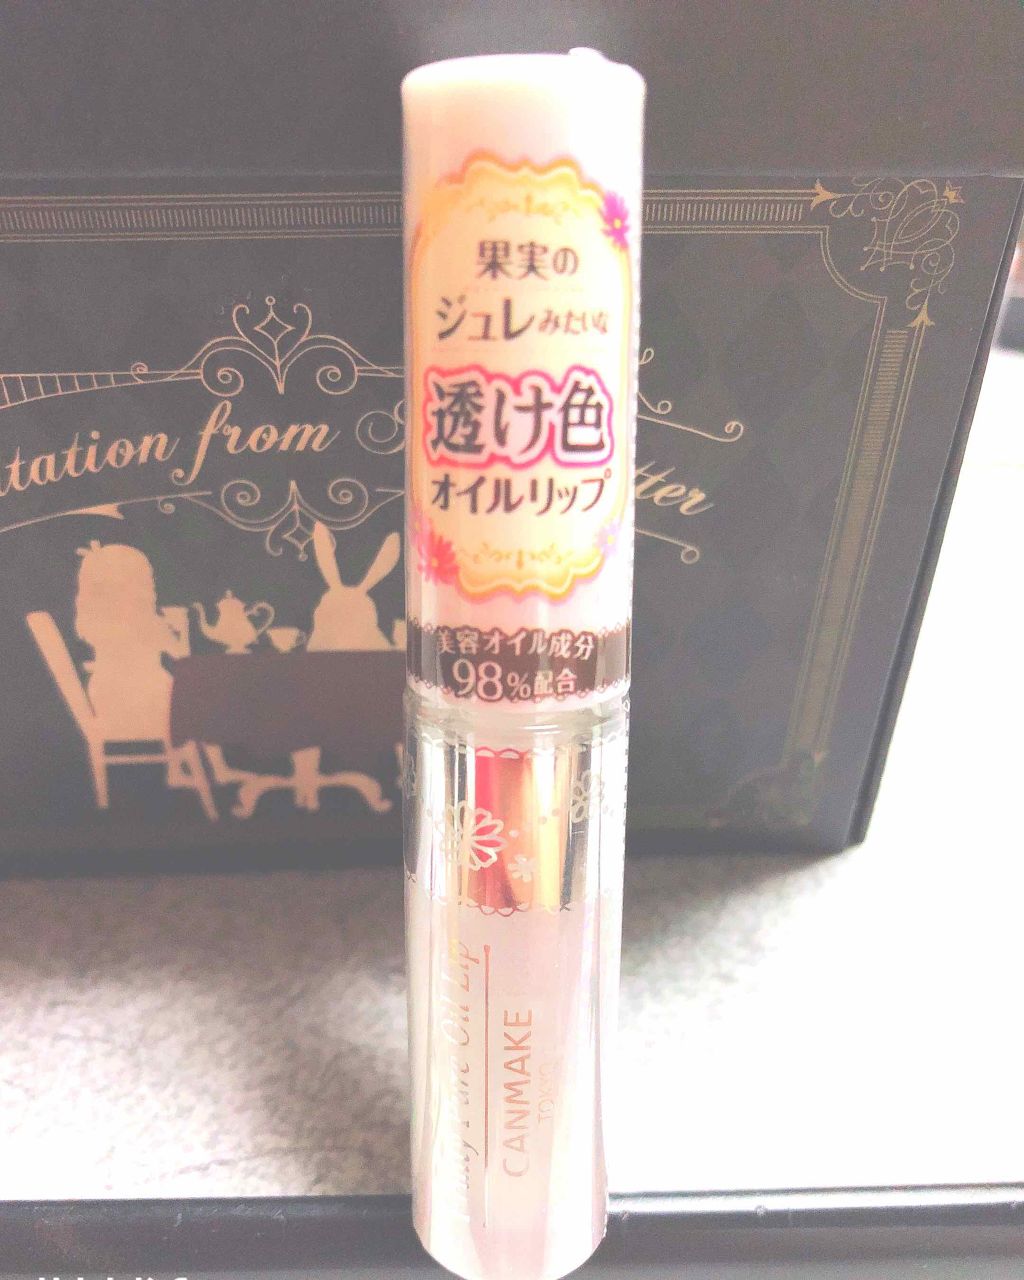 果実の
ジュレみたいな
透け色
オイルリップ
美容オイル成分
98%配合
Oil Lip
CANMAKE
TOKYO
tation from
tter